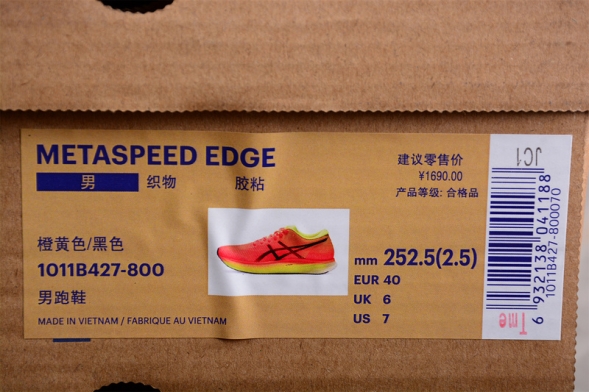 METASPEED EDGE
男 织物 胶粘
建议零售价
¥1690.00
产品等级: 合格品
橙黄色/黑色
1011B427-800
男跑鞋
MADE IN VIETNAM / FABRIQUE AU VIETNAM
mm 252.5(2.5)
EUR 40
UK 6
US 7
JC1
6 932138 041188
1011B427-800070
Tme